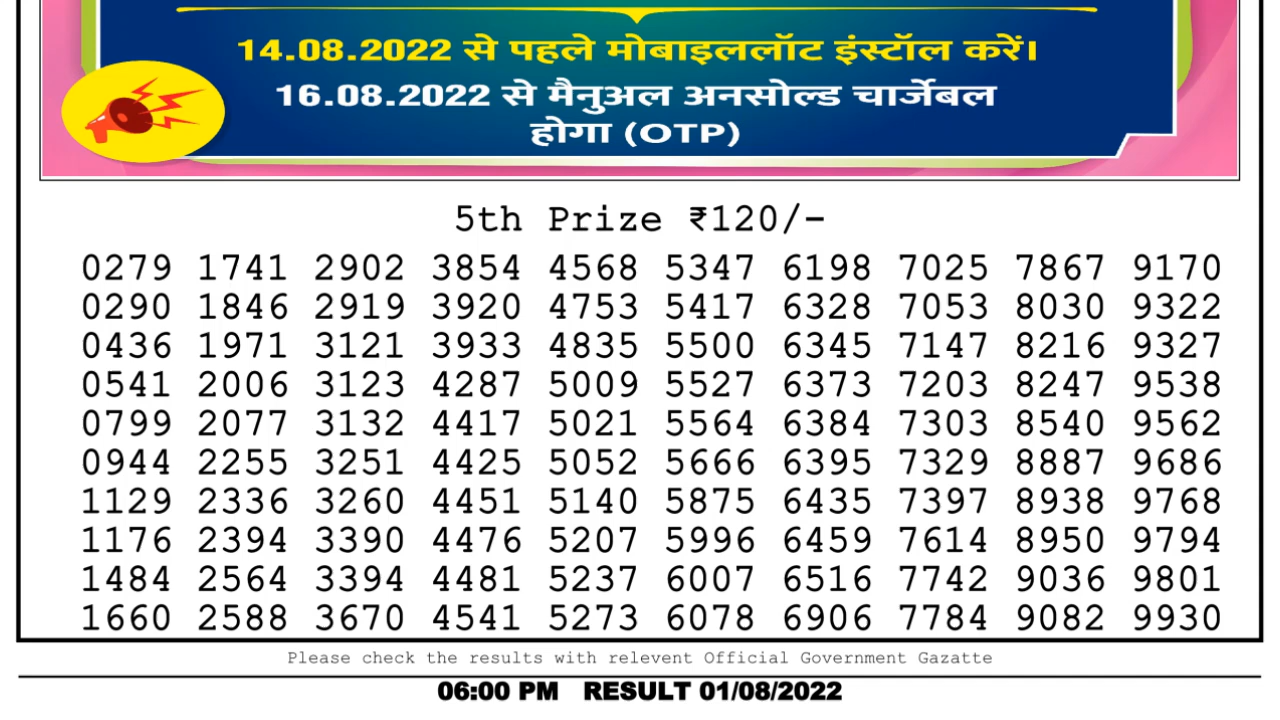 14.08.2022 से पहले मोबाइललॉट इंस्टॉल करें।
16.08.2022 से मैनुअल अनसोल्ड चार्जेबल
होगा (OTP)
5th Prize ₹120/-
0279 1741 2902 3854 4568 5347 6198 7025 7867 9170
0290 1846 2919 3920 4753 5417 6328 7053 8030 9322
0436 1971 3121 3933 4835 5500 6345 7147 8216 9327
0541 2006 3123 4287 5009 5527 6373 7203 8247 9538
0799 2077 3132 4417 5021 5564 6384 7303 8540 9562
0944 2255 3251 4425 5052 5666 6395 7329 8887 9686
1129 2336 3260 4451 5140 5875 6435 7397 8938 9768
1176 2394 3390 4476 5207 5996 6459 7614 8950 9794
1484 2564 3394 4481 5237 6007 6516 7742 9036 9801
1660 2588 3670 4541 5273 6078 6906 7784 9082 9930
Please check the results with relevent Official Government Gazatte
06:00 PM RESULT 01/08/2022